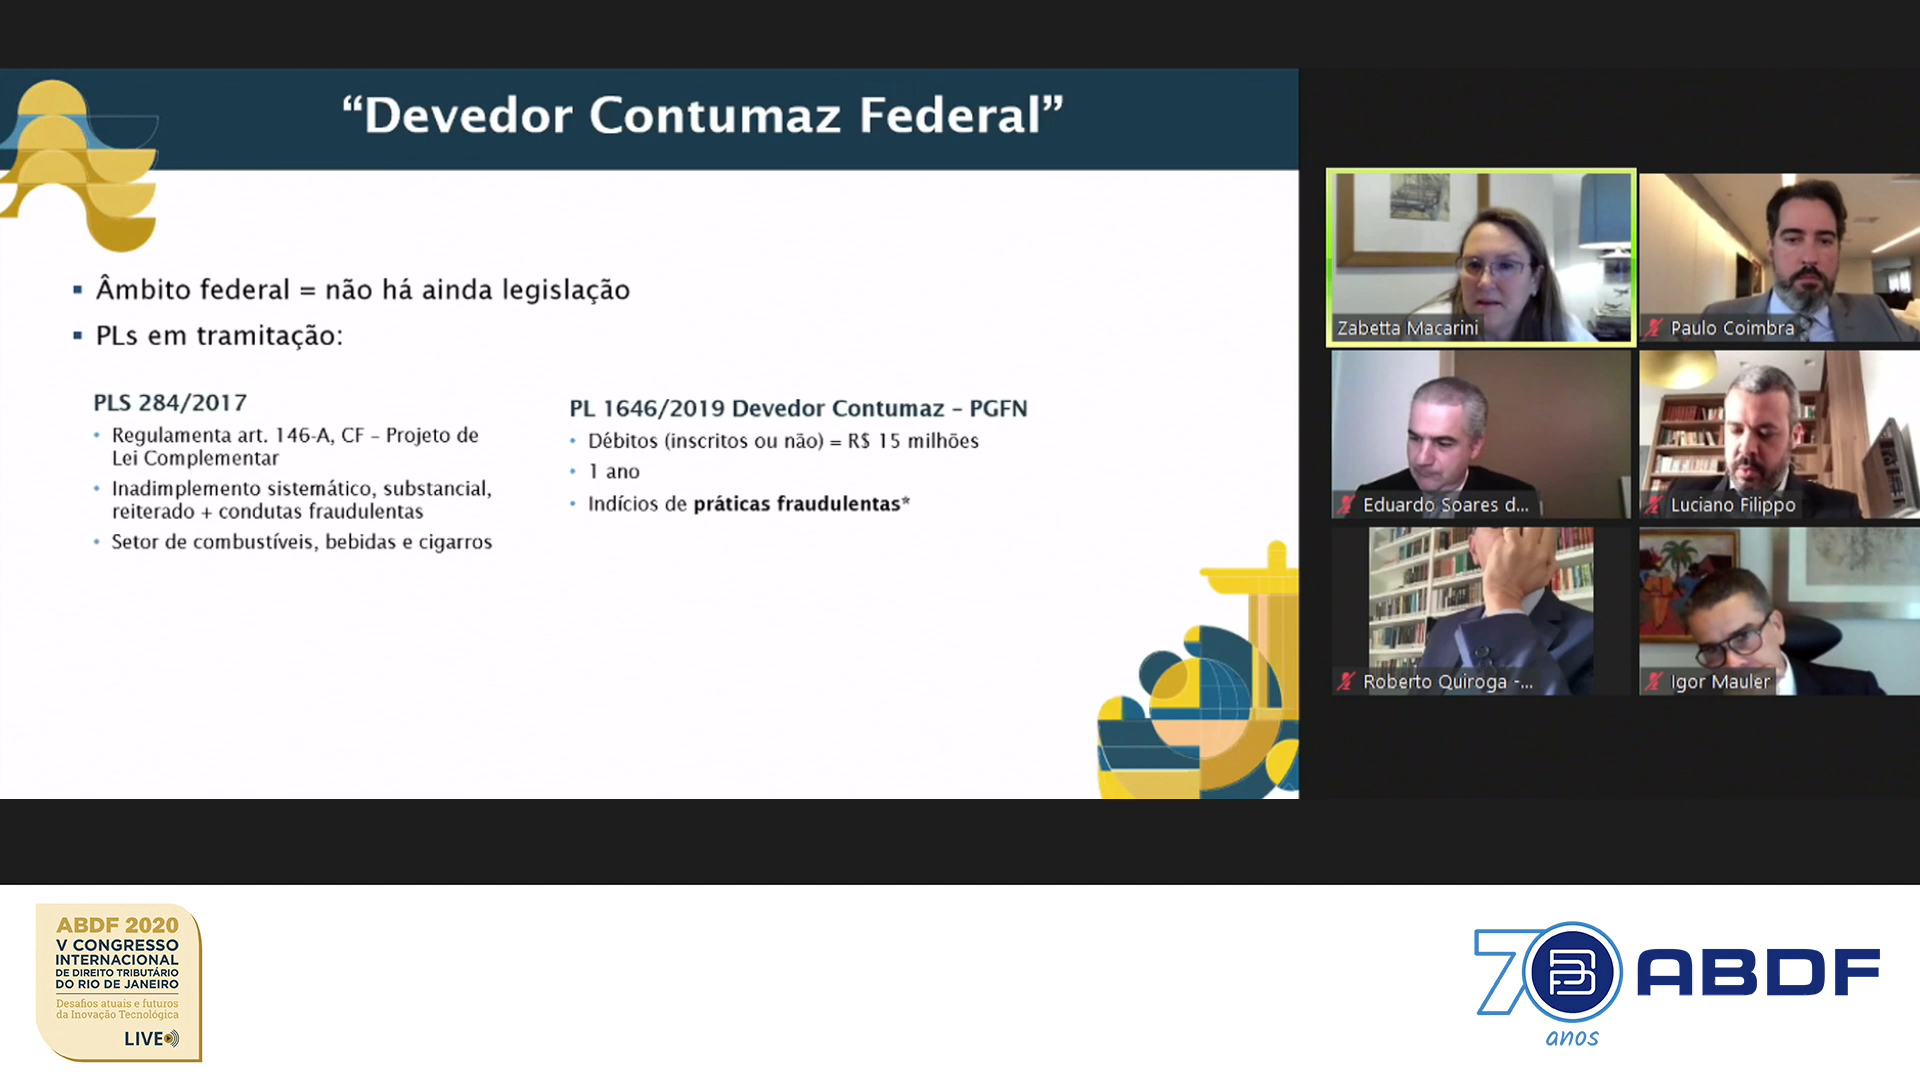 “Devedor Contumaz Federal”
Âmbito federal = não há ainda legislação
PLs em tramitação:
PLS 284/2017
Regulamenta art. 146-A, CF – Projeto de
Lei Complementar
Inadimplemento sistemático, substancial,
reiterado + condutas fraudulentas
Setor de combustíveis, bebidas e cigarros
PL 1646/2019 Devedor Contumaz – PGFN
Débitos (inscritos ou não) = R$ 15 milhões
1 ano
Indícios de práticas fraudulentas*
Zabetta Macarini
Paulo Coimbra
Eduardo Soares d...
Luciano Filippo
Roberto Quiroga -...
Igor Mauler
ABDF 2020
V CONGRESSO
INTERNACIONAL
DE DIREITO TRIBUTÁRIO
DO RIO DE JANEIRO
Desafios atuais e futuros
da Inovação Tecnológica
LIVE
70
anos
ABDF